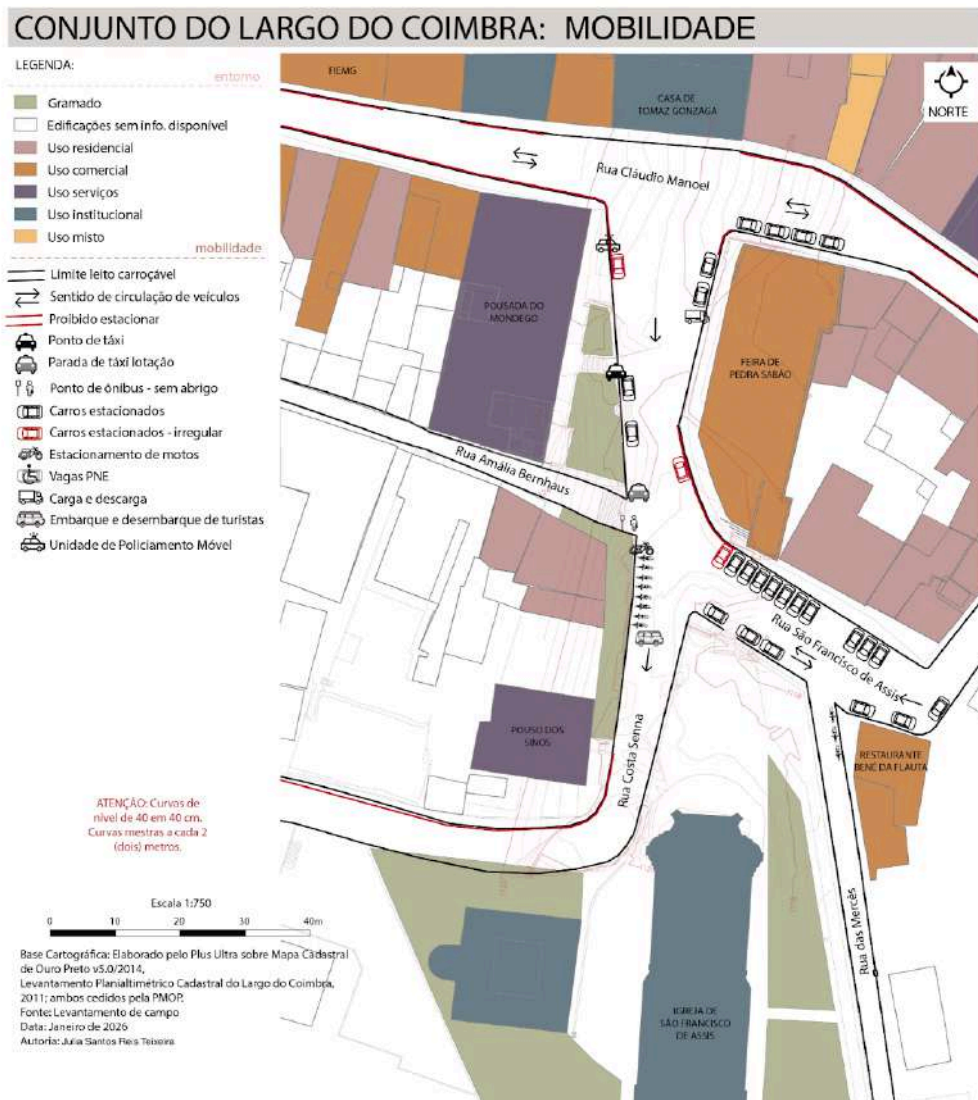 CONJUNTO DO LARGO DO COIMBRA: MOBILIDADE
LEGENDA:
entorno
Gramado
Edificações sem info. disponível
Uso residencial
Uso comercial
Uso serviços
Uso institucional
Uso misto
mobilidade
Limite leito carroçável
Sentido de circulação de veículos
Proibido estacionar
Ponto de táxi
Parada de táxi lotação
Ponto de ônibus - sem abrigo
Carros estacionados
Carros estacionados - irregular
Estacionamento de motos
Vagas PNE
Carga e descarga
Embarque e desembarque de turistas
Unidade de Policiamento Móvel
FIEMG
CASA DE
TOMAZ GONZAGA
NORTE
Rua Cláudio Manoel
POUSADA DO
MONDEGO
FEIRA DE
PEDRA SABÃO
Rua Amália Bernhaus
Rua São Francisco de Assis
POUSO DOS
SINOS
Rua Costa Senna
RESTAURANTE
BENÉ DA FLAUTA
Rua das Mercês
IGREJA DE
SÃO FRANCISCO
DE ASSIS
ATENÇÃO: Curvas de
nível de 40 em 40 cm.
Curvas mestras a cada 2
(dois) metros.
Escala 1:750
0 10 20 30 40m
Base Cartográfica: Elaborado pelo Plus Ultra sobre Mapa Cadastral
de Ouro Preto v5.0/2014,
Levantamento Planialtimétrico Cadastral do Largo do Coimbra,
2011; ambos cedidos pela PMOP.
Fonte: Levantamento de campo
Data: Janeiro de 2026
Autoria: Julia Santos Reis Teixeira